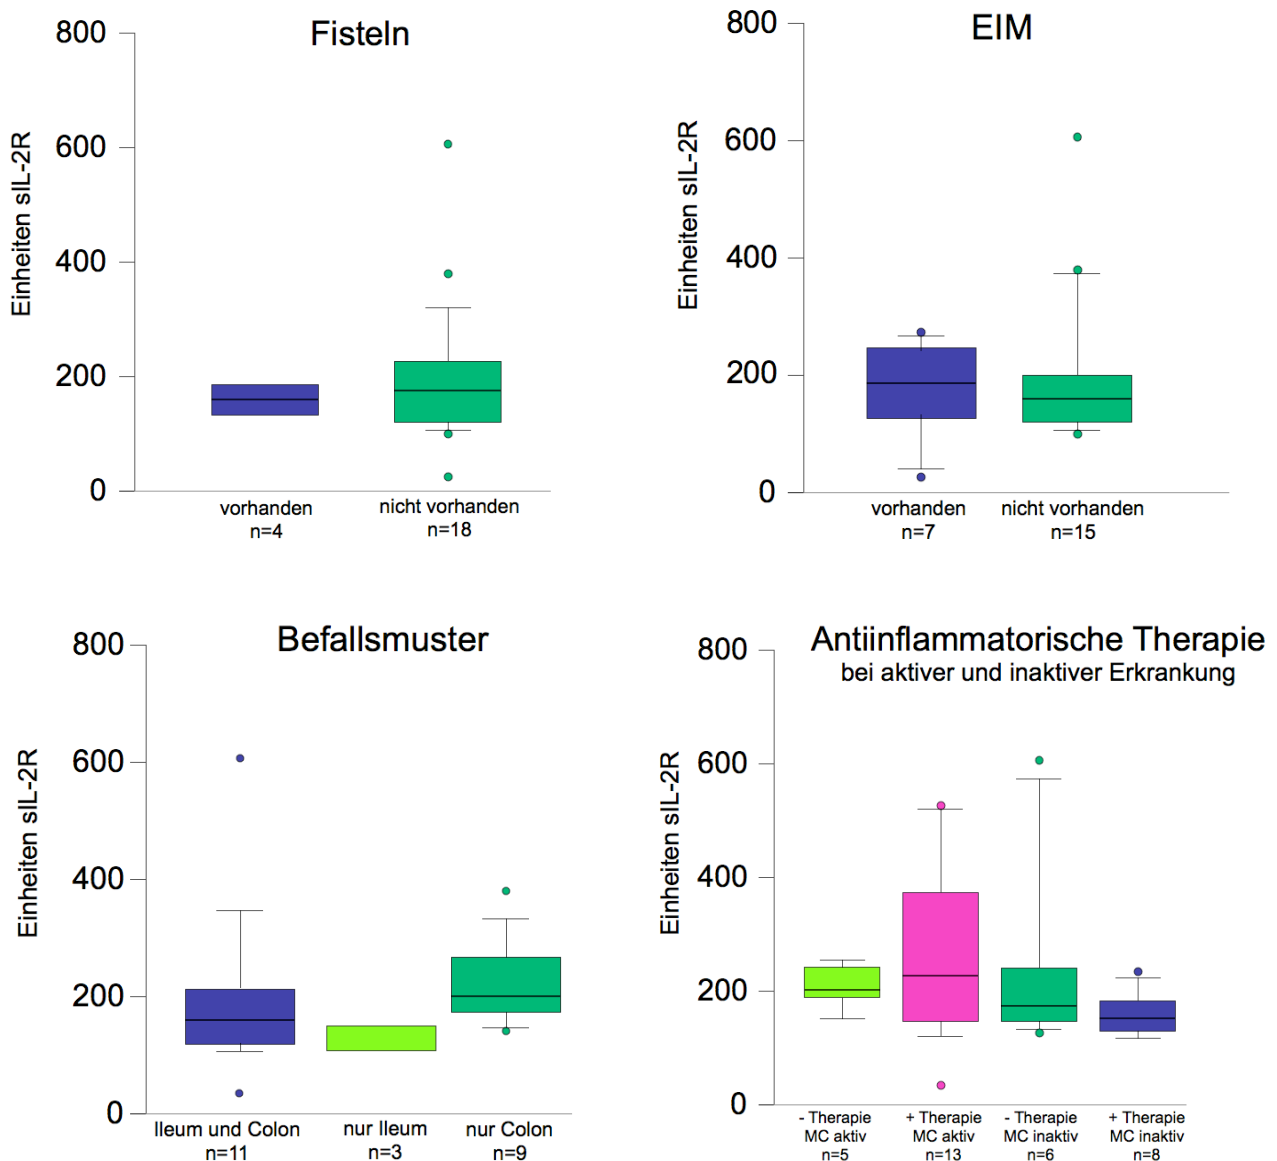 Fisteln
800
600
400
200
0
Einheiten sIL-2R
vorhanden
n=4
nicht vorhanden
n=18
EIM
800
600
400
200
0
Einheiten sIL-2R
vorhanden
n=7
nicht vorhanden
n=15
Befallsmuster
800
600
400
200
0
Einheiten sIL-2R
Ileum und Colon
n=11
nur Ileum
n=3
nur Colon
n=9
Antiinflammatorische Therapie
bei aktiver und inaktiver Erkrankung
800
600
400
200
0
Einheiten sIL-2R
- Therapie
MC aktiv
n=5
+ Therapie
MC aktiv
n=13
- Therapie
MC inaktiv
n=6
+ Therapie
MC inaktiv
n=8